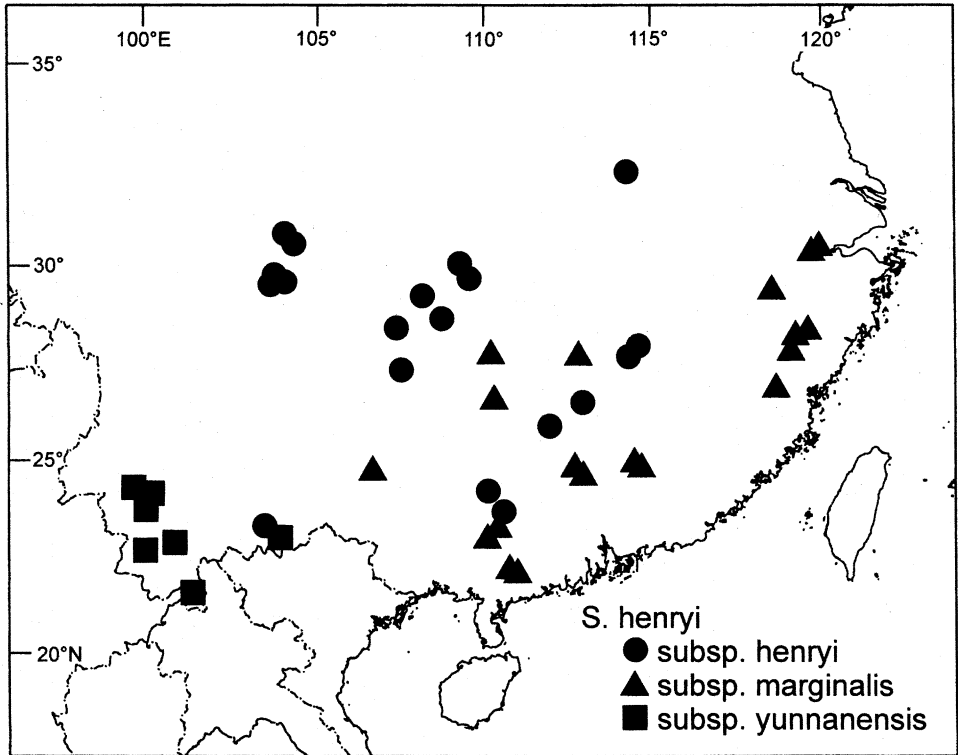 100°E 105° 110° 115° 120°
35°
30°
25°
20°N
S. henryi
subsp. henryi
subsp. marginalis
subsp. yunnanensis